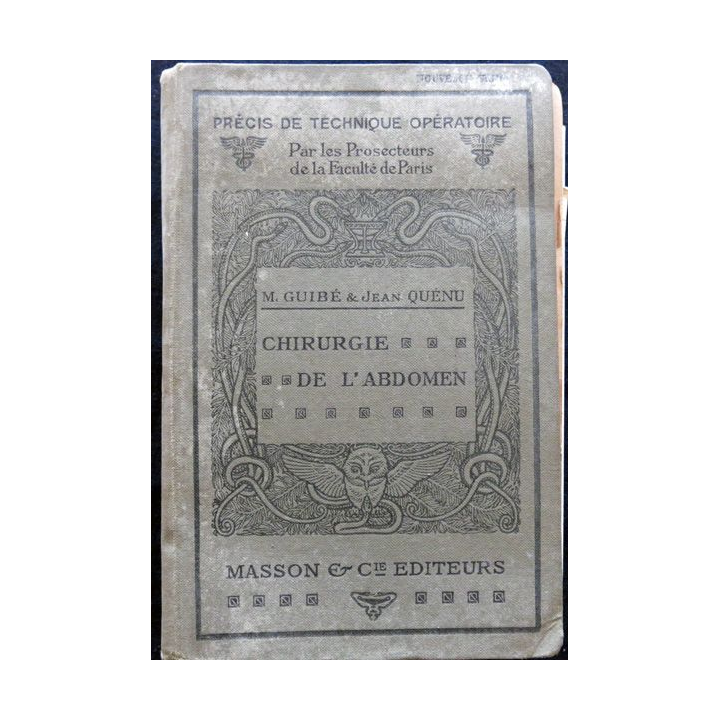 PRÉCIS DE TECHNIQUE OPÉRATOIRE
Par les Prosecteurs
de la Faculté de Paris
M. GUIBÉ & JEAN QUÉNU
CHIRURGIE
DE L'ABDOMEN
MASSON & CIE EDITEURS